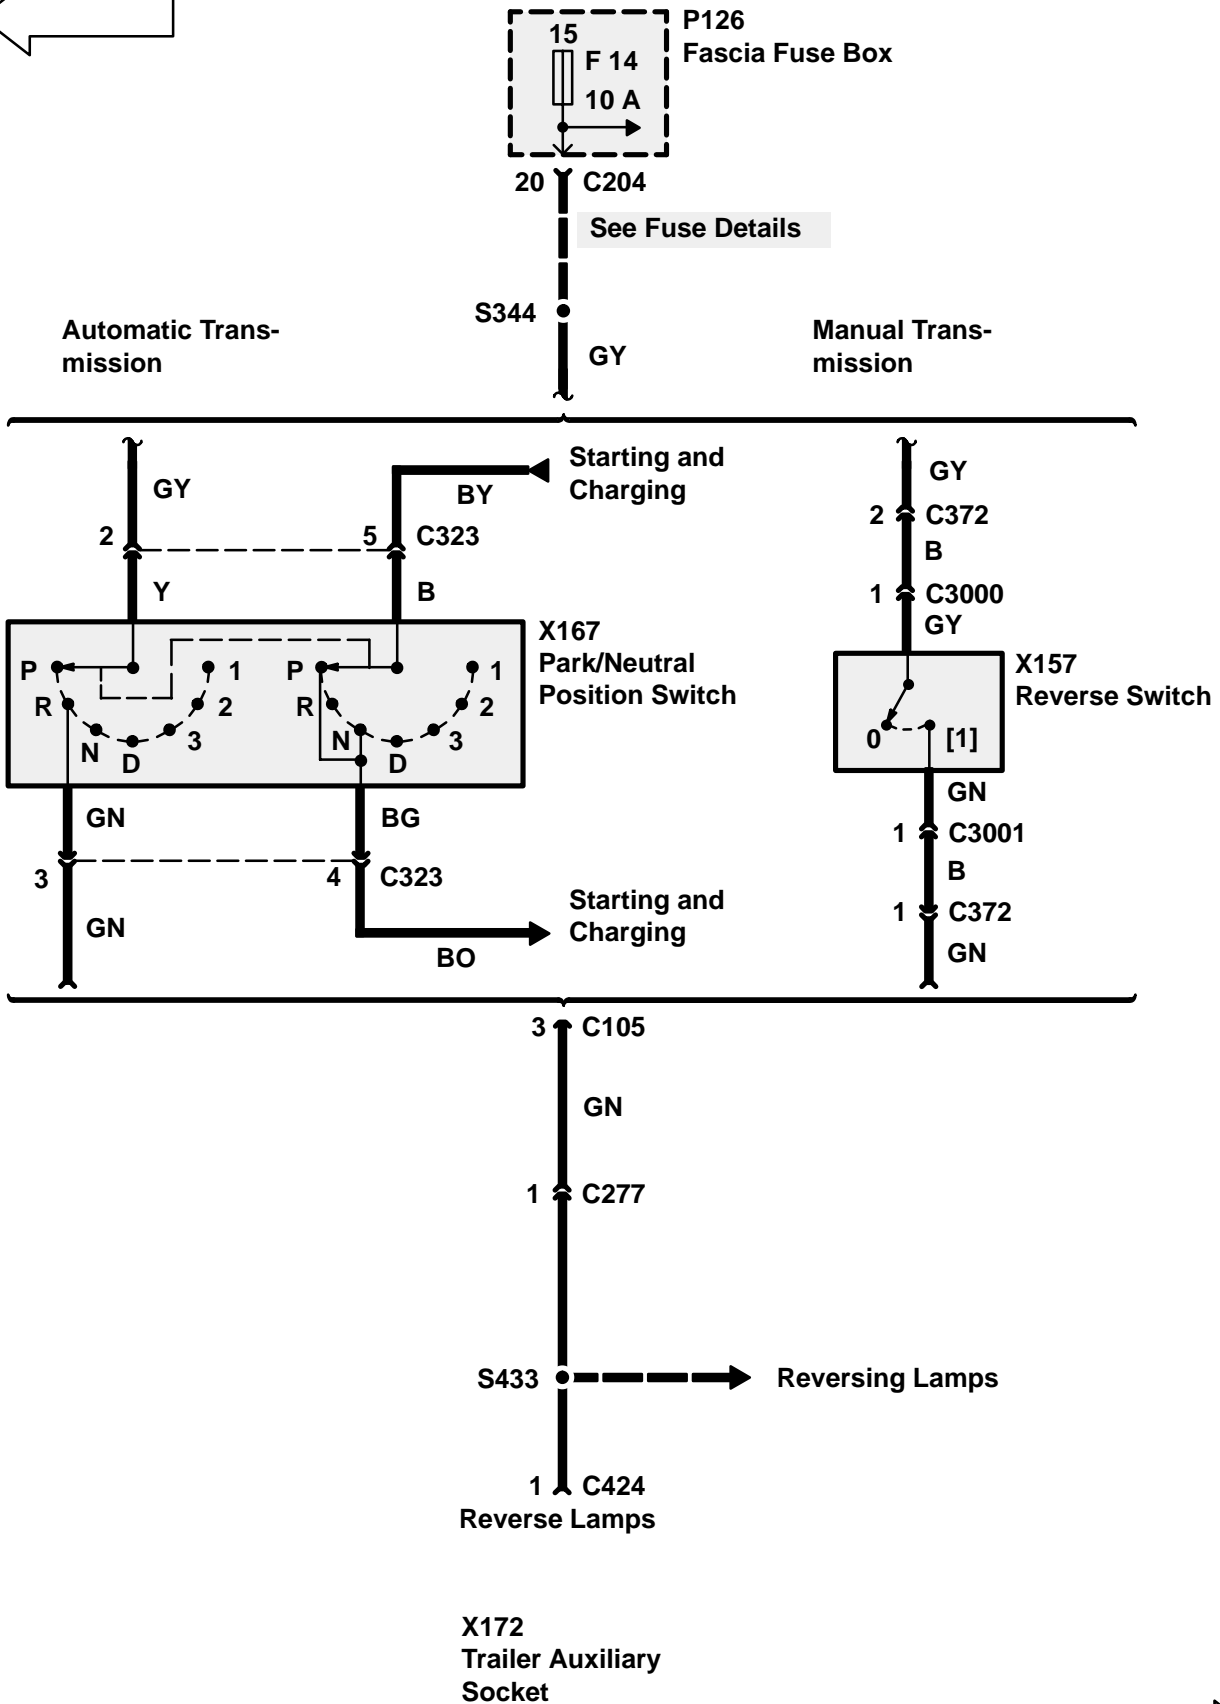 P126
15
Fascia Fuse Box
F 14
10 A
20 C204
See Fuse Details
S344
Automatic Trans-
mission
Manual Trans-
mission
GY
Starting and
Charging
GY
BY
GY
2 C372
2
5 C323
B
Y
B
1 C3000
GY
X167
Park/Neutral
Position Switch
P
R
N
D
3
2
1
P
R
N
D
3
2
1
X157
Reverse Switch
0
[1]
GN
GN
BG
1 C3001
B
3
4 C323
1 C372
GN
Starting and
Charging
GN
BO
3 C105
GN
1 C277
S433
Reversing Lamps
1 C424
Reverse Lamps
X172
Trailer Auxiliary
Socket